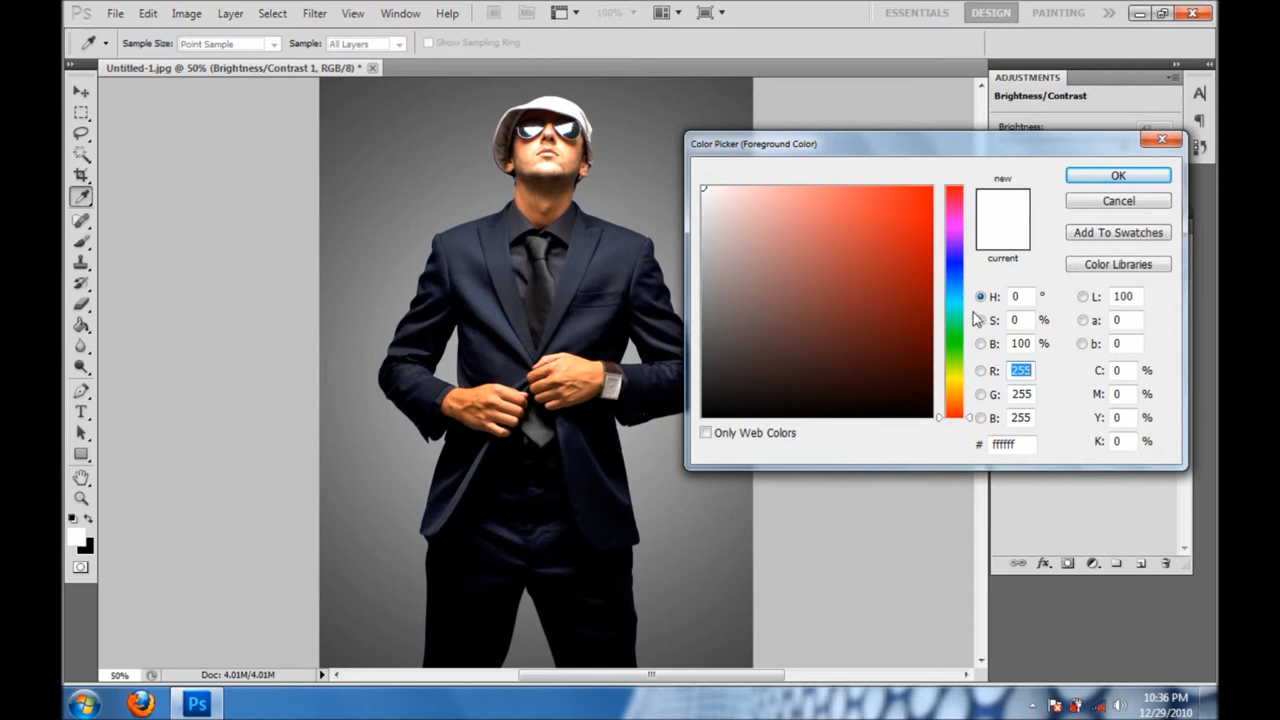 Ps File Edit Image Layer Select Filter View Window Help 100% ESSENTIALS DESIGN PAINTING
Sample Size: Point Sample Sample: All Layers Show Sampling Ring
Untitled-1.jpg @ 50% (Brightness/Contrast 1, RGB/8) *
ADJUSTMENTS
Brightness/Contrast
Brightness:
Color Picker (Foreground Color)
new
current
OK
Cancel
Add To Swatches
Color Libraries
H: 0 °
S: 0 %
B: 100 %
R: 255
G: 255
B: 255
# ffffff
L: 100
a: 0
b: 0
C: 0 %
M: 0 %
Y: 0 %
K: 0 %
Only Web Colors
50% Doc: 4.01M/4.01M
Ps
10:36 PM
12/29/2010